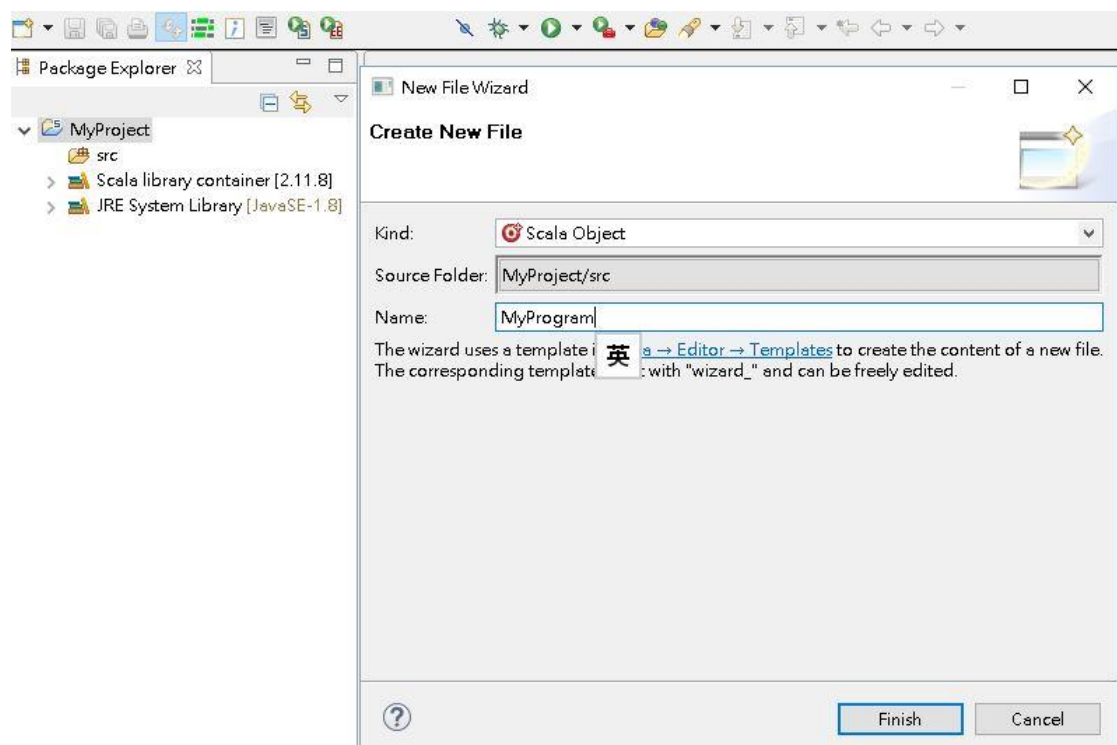 Package Explorer
MyProject
src
Scala library container [2.11.8]
JRE System Library [JavaSE-1.8]
New File Wizard
Create New File
Kind: Scala Object
Source Folder: MyProject/src
Name: MyProgram
The wizard uses a template a → Editor → Templates to create the content of a new file.
英
The corresponding template with "wizard_" and can be freely edited.
Finish Cancel